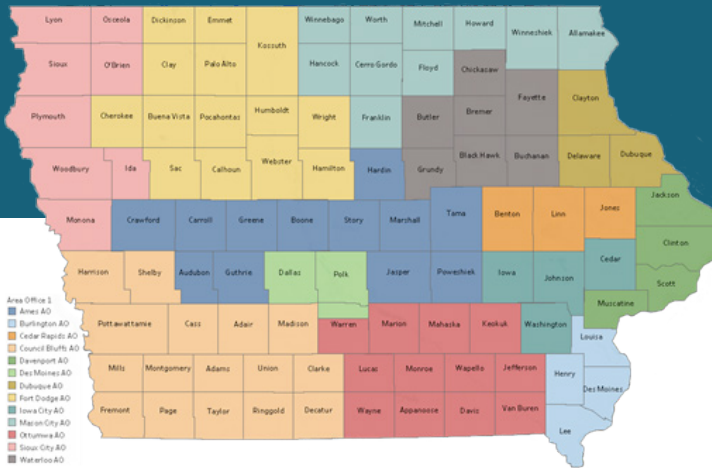 Lyon Osceola Dickinson Emmet Winnebago Worth Mitchell Howard
Winneshiek Allamakee
Kossuth
Sioux O'Brien Clay Palo Alto Hancock Cerro Gordo Floyd Chickasaw
Plymouth Cherokee Buena Vista Pocahontas Humboldt Wright Franklin Butler Bremer Fayette Clayton
Woodbury Ida Sac Calhoun Webster Hamilton Hardin Grundy Black Hawk Buchanan Delaware Dubuque
Monona Crawford Carroll Greene Boone Story Marshall Tama Benton Linn Jones Jackson
Clinton
Harrison Shelby Audubon Guthrie Dallas Polk Jasper Poweshiek Iowa Johnson Cedar
Scott
Muscatine
Pottawattamie Cass Adair Madison Warren Marion Mahaska Keokuk Washington
Louisa
Mills Montgomery Adams Union Clarke Lucas Monroe Wapello Jefferson Henry
Des Moines
Fremont Page Taylor Ringgold Decatur Wayne Appanoose Davis Van Buren
Lee
Area Office 1
Ames AO
Burlington AO
Cedar Rapids AO
Council Bluffs AO
Davenport AO
Des Moines AO
Dubuque AO
Fort Dodge AO
Iowa City AO
Mason City AO
Ottumwa AO
Sioux City AO
Waterloo AO